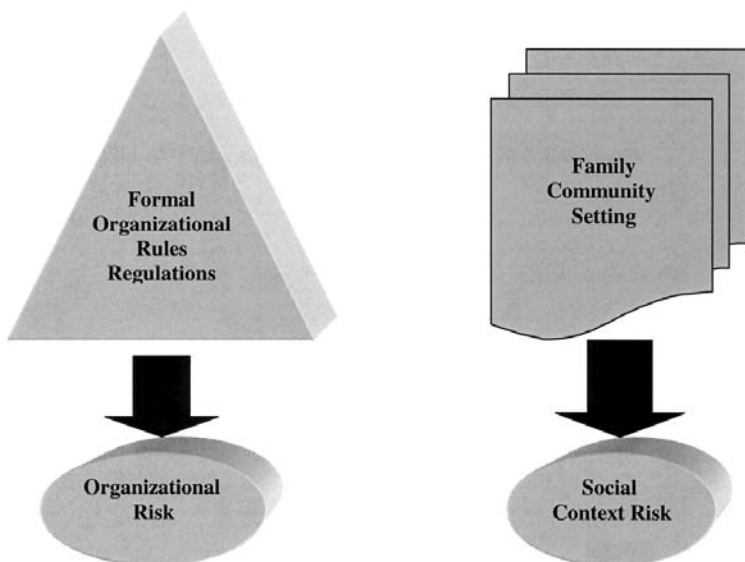 Formal
Organizational
Rules
Regulations
Family
Community
Setting
Organizational
Risk
Social
Context Risk